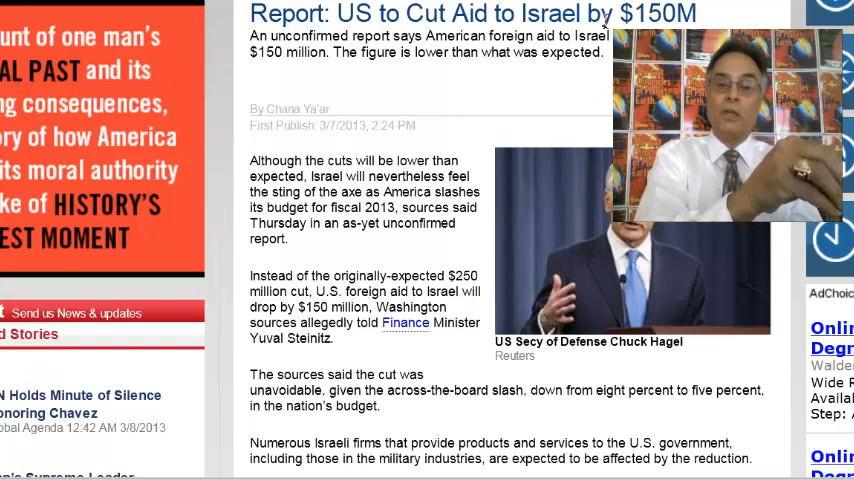 unt of one man's
AL PAST and its
ng consequences,
ory of how America
its moral authority
ke of HISTORY'S
EST MOMENT
Send us News & updates
d Stories
N Holds Minute of Silence
onoring Chavez
obal Agenda 12:42 AM 3/8/2013
Report: US to Cut Aid to Israel by $150M
An unconfirmed report says American foreign aid to Israel
$150 million. The figure is lower than what was expected.
By Chana Ya'ar
First Publish: 3/7/2013, 2:24 PM
Although the cuts will be lower than
expected, Israel will nevertheless feel
the sting of the axe as America slashes
its budget for fiscal 2013, sources said
Thursday in an as-yet unconfirmed
report.
Instead of the originally-expected $250
million cut, U.S. foreign aid to Israel will
drop by $150 million, Washington
sources allegedly told Finance Minister
Yuval Steinitz.
The sources said the cut was
unavoidable, given the across-the-board slash, down from eight percent to five percent,
in the nation's budget.
Numerous Israeli firms that provide products and services to the U.S. government,
including those in the military industries, are expected to be affected by the reduction.
US Secy of Defense Chuck Hagel
Reuters
Chronicles
Planet
Earth
AdChoic
Onlin
Degr
Walde
Wide R
Availa
Step: A
Onlin